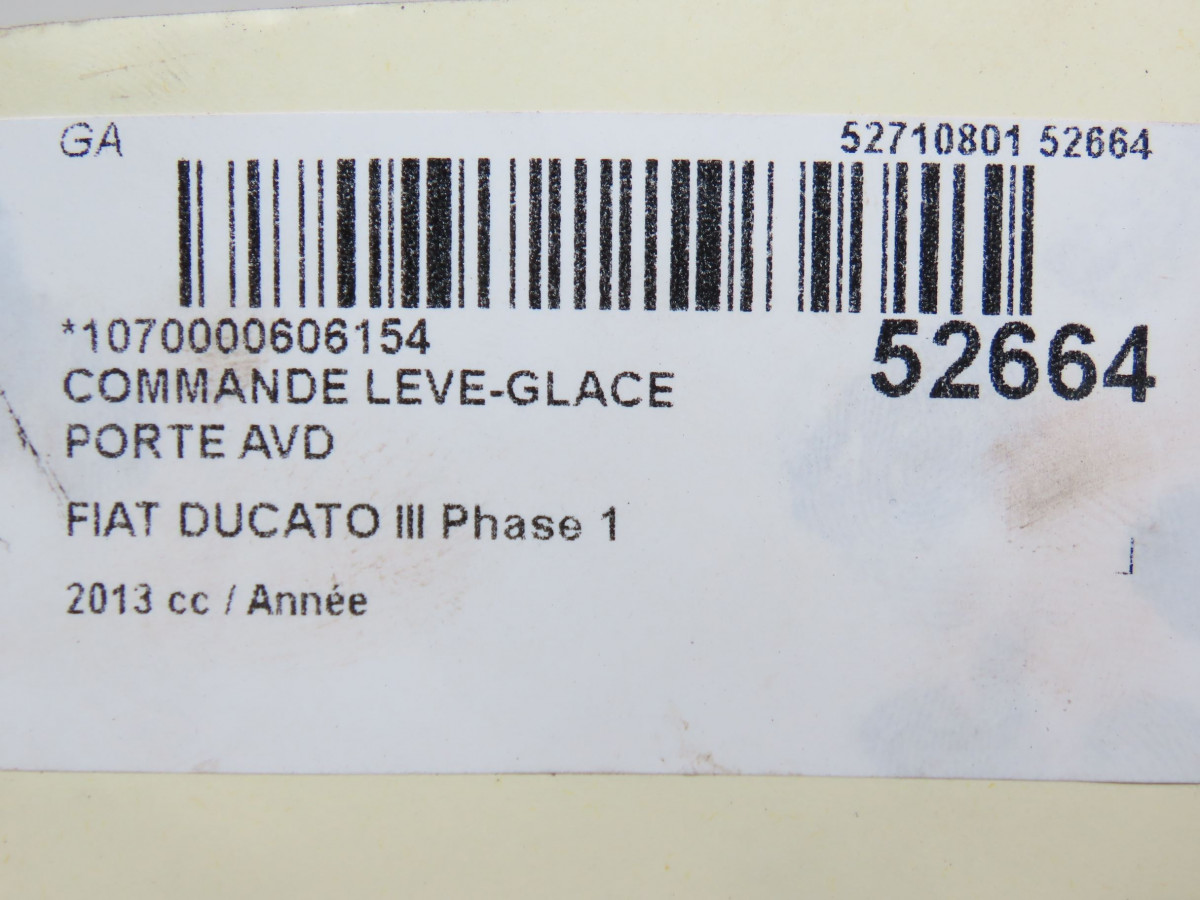 GA 52710801 52664
*1070000606154 52664
COMMANDE LEVE-GLACE
PORTE AVD
FIAT DUCATO III Phase 1
2013 cc / Année